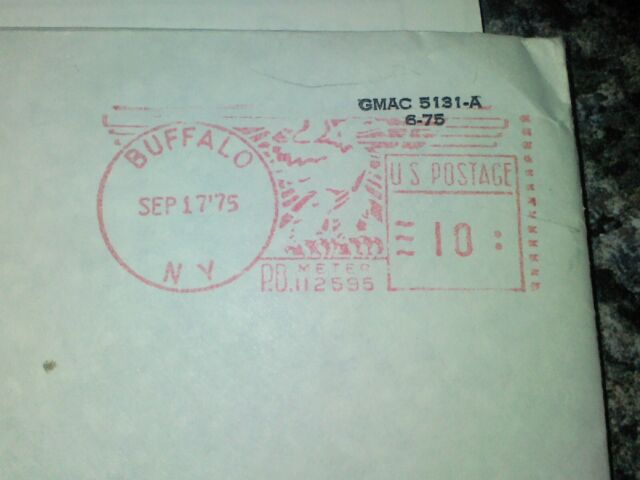 GMAC 5131-A
6-75
BUFFALO
SEP 17'75
N Y
U S POSTAGE
10
P.B. METER
112595